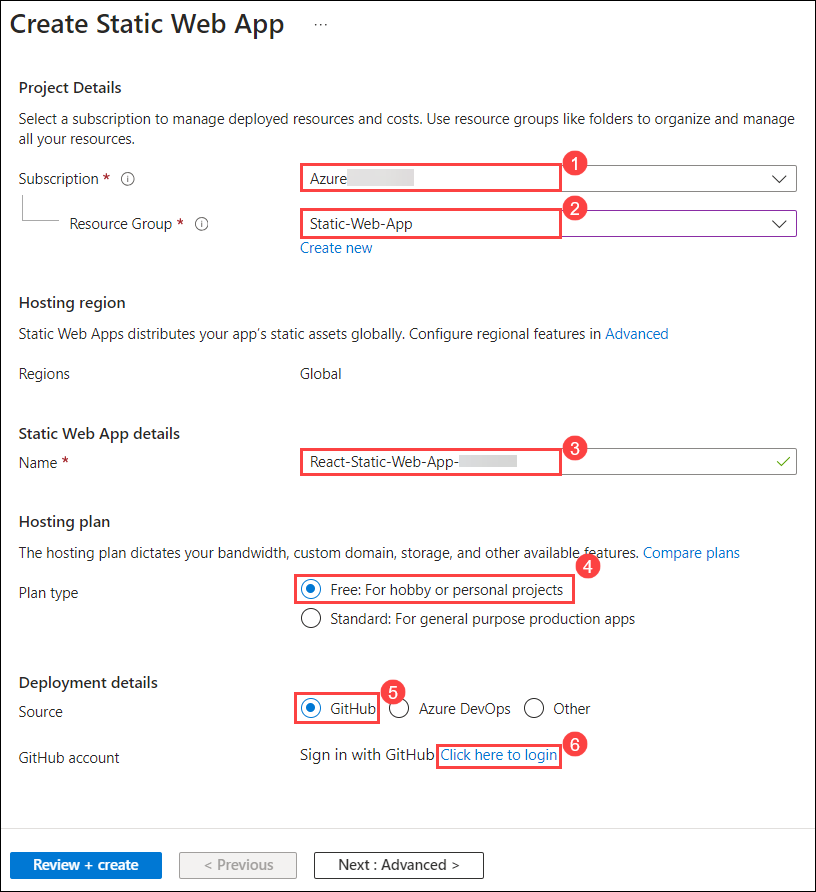 Create Static Web App ...
Project Details
Select a subscription to manage deployed resources and costs. Use resource groups like folders to organize and manage
all your resources.
1
Subscription * Azure
2
Resource Group * Static-Web-App
Create new
Hosting region
Static Web Apps distributes your app's static assets globally. Configure regional features in Advanced
Regions Global
Static Web App details
3
Name * React-Static-Web-App-
Hosting plan
The hosting plan dictates your bandwidth, custom domain, storage, and other available features. Compare plans
4
Plan type Free: For hobby or personal projects
Standard: For general purpose production apps
Deployment details
5
Source GitHub Azure DevOps Other
6
GitHub account Sign in with GitHub Click here to login
Review + create < Previous Next : Advanced >